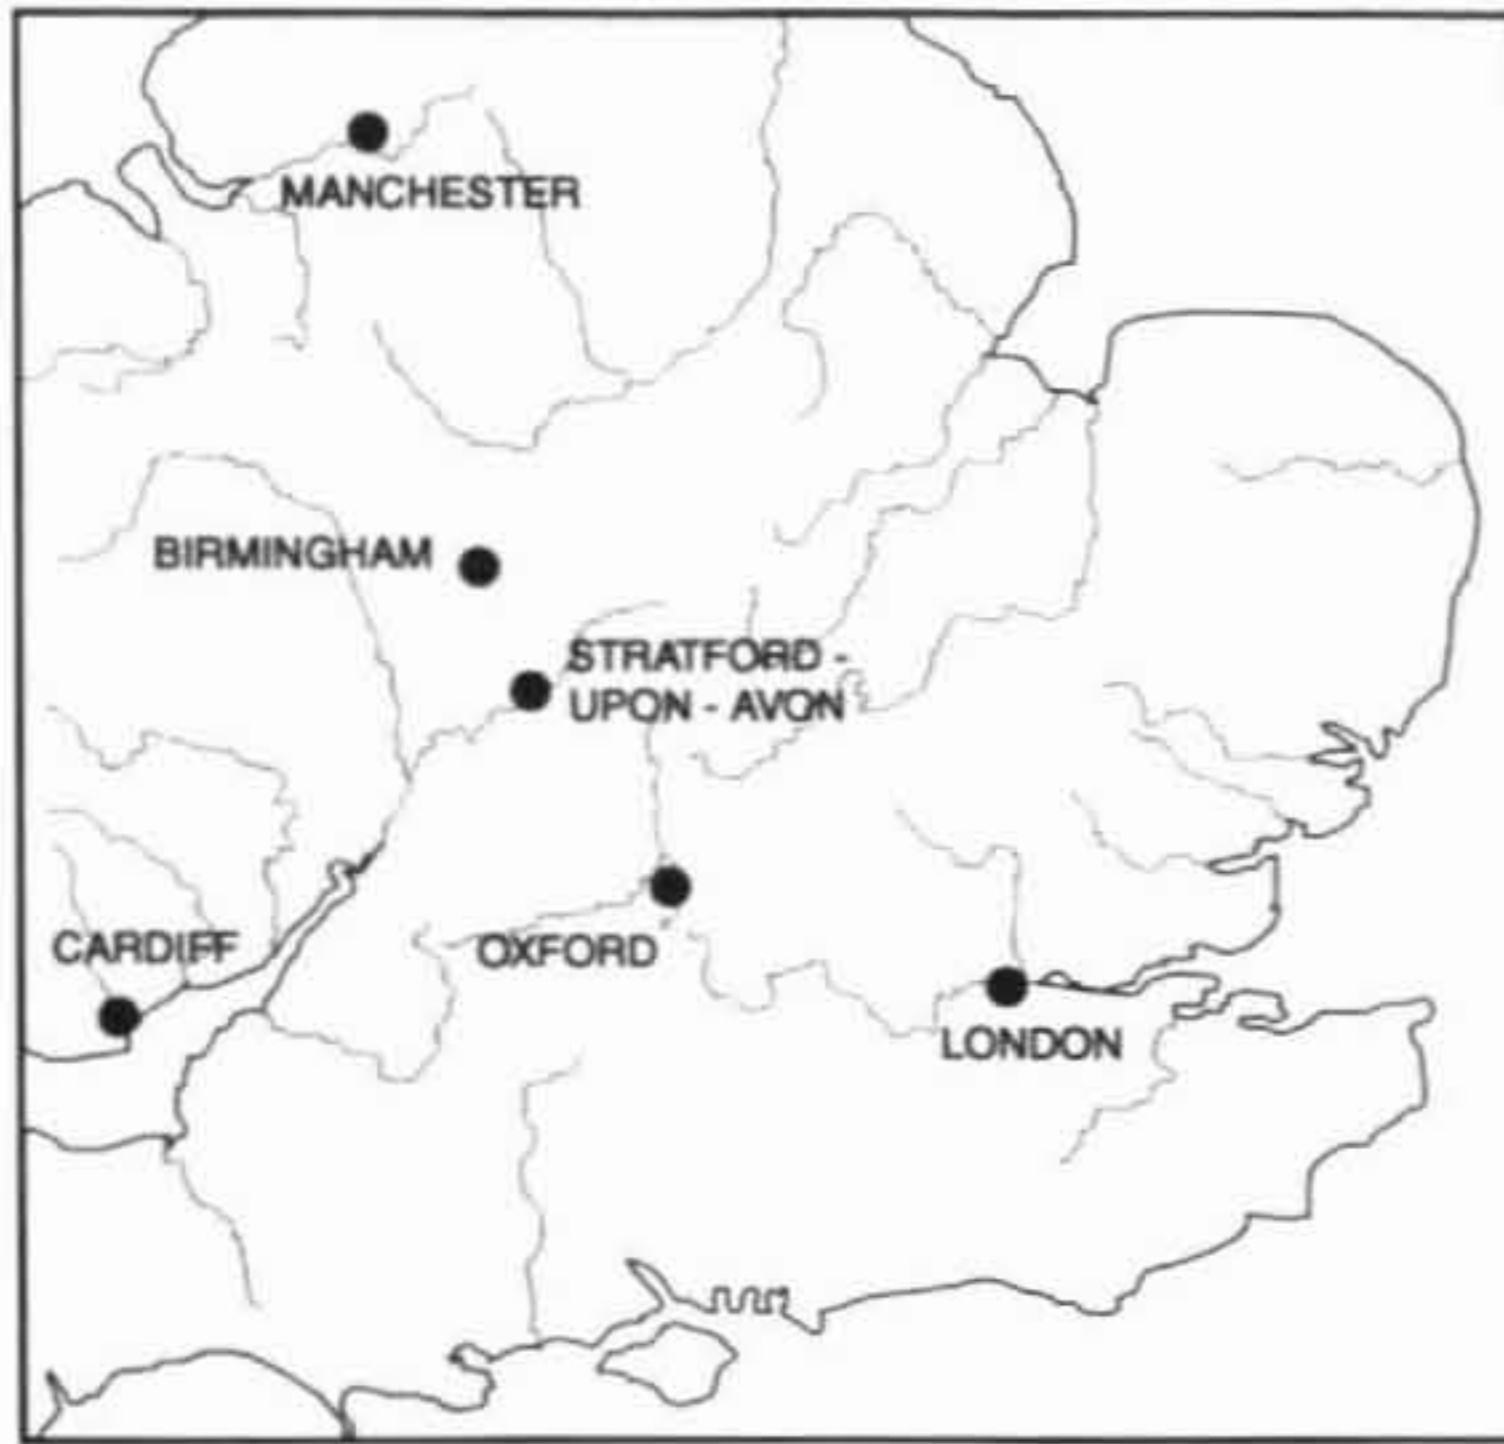 MANCHESTER
BIRMINGHAM
STRATFORD -
UPON - AVON
CARDIFF
OXFORD
LONDON